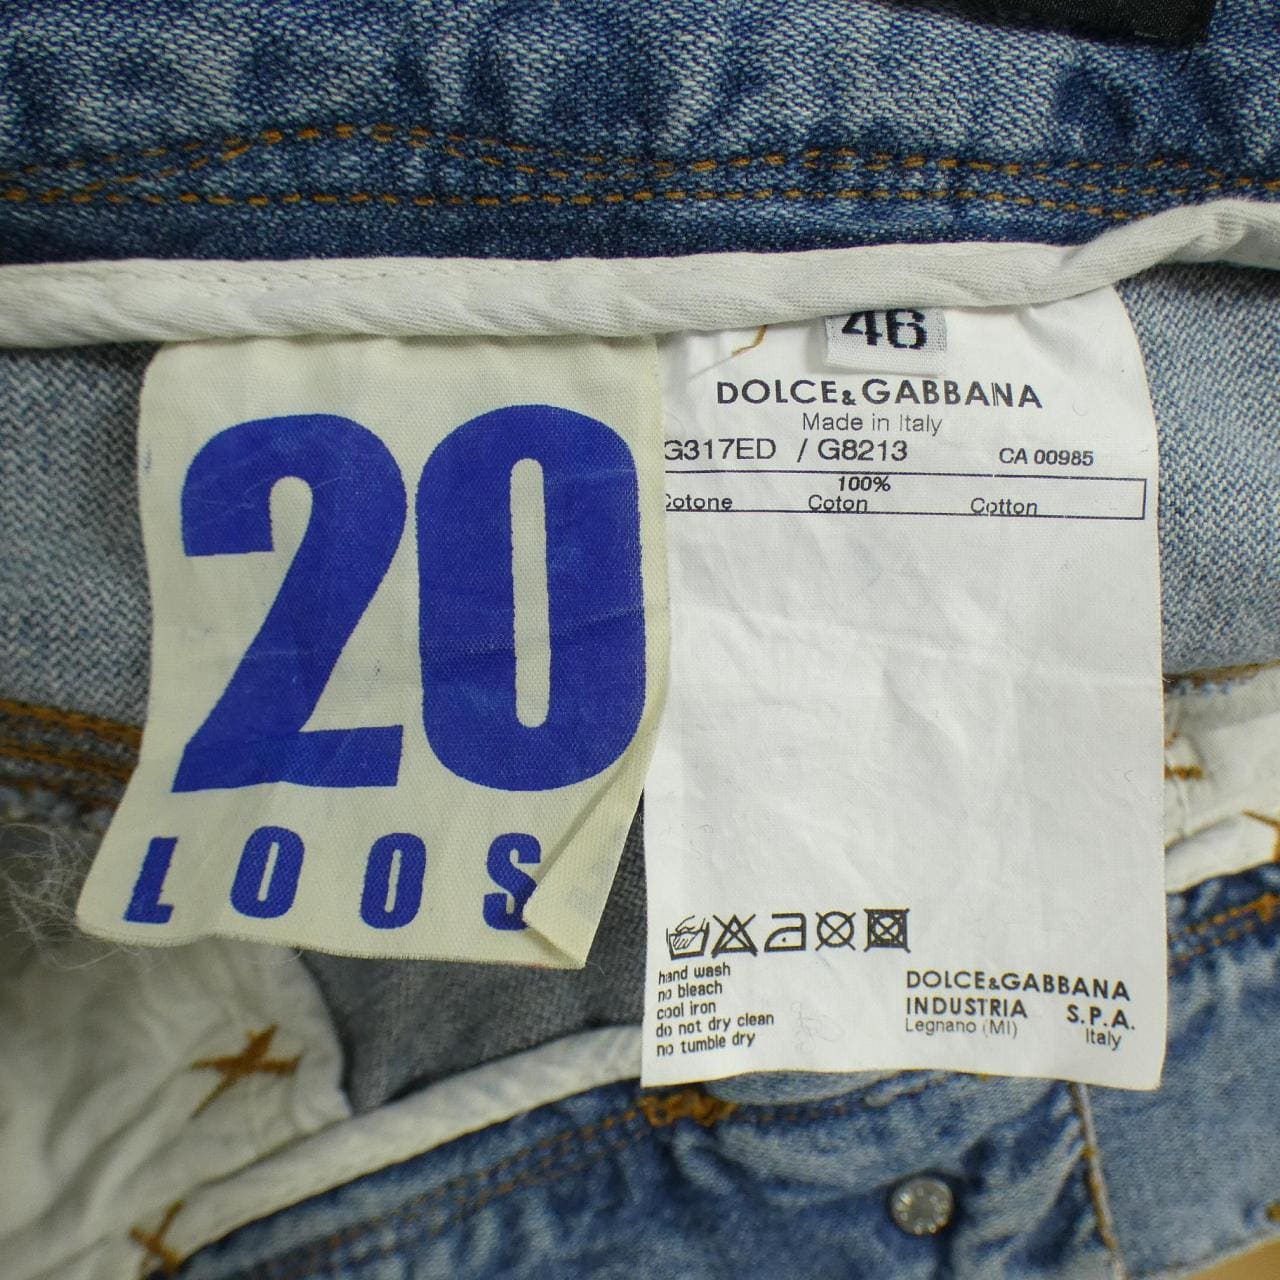 20
LOOS
46
DOLCE&GABBANA
Made in Italy
G317ED / G8213 CA 00985
100%
Cotone Coton Cotton
hand wash
no bleach
cool iron
do not dry clean
no tumble dry
DOLCE&GABBANA
INDUSTRIA S.P.A.
Legnano (MI) Italy